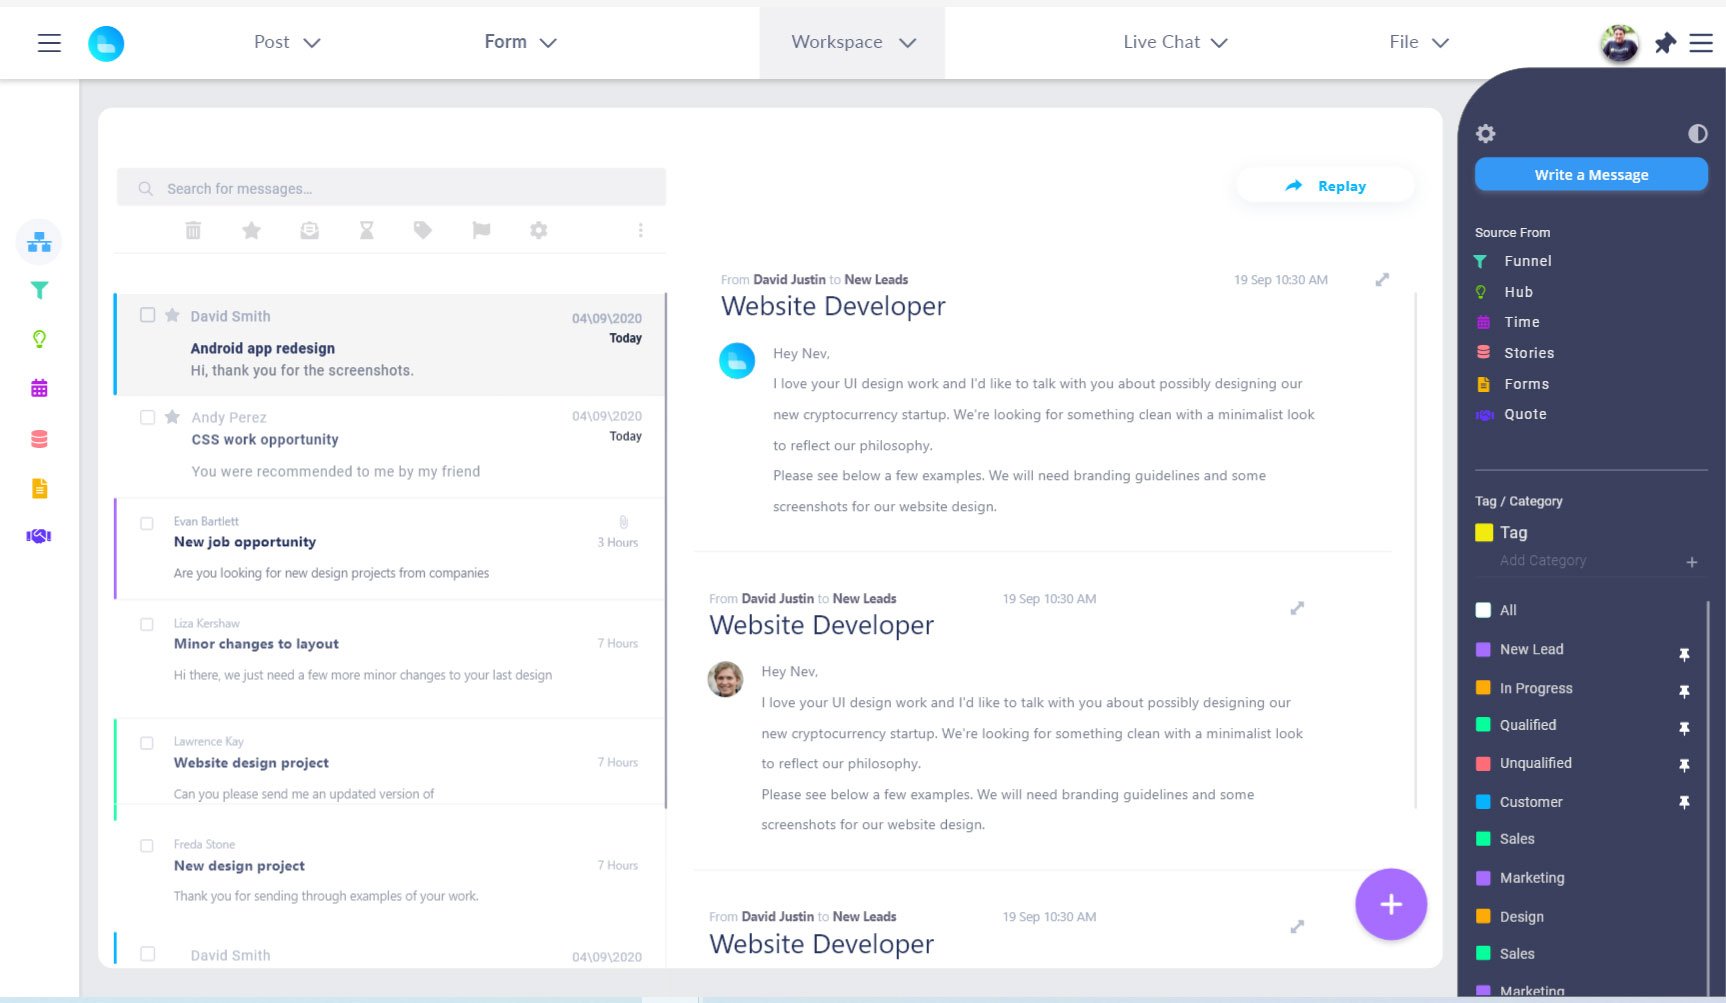 Post
Form
Workspace
Live Chat
File
Search for messages...
Replay
David Smith
04\09\2020
Android app redesign
Today
Hi, thank you for the screenshots.
Andy Perez
04\09\2020
CSS work opportunity
Today
You were recommended to me by my friend
Evan Bartlett
New job opportunity
3 Hours
Are you looking for new design projects from companies
Liza Kershaw
Minor changes to layout
7 Hours
Hi there, we just need a few more minor changes to your last design
Lawrence Kay
Website design project
7 Hours
Can you please send me an updated version of
Freda Stone
New design project
7 Hours
Thank you for sending through examples of your work.
David Smith
04\09\2020
From David Justin to New Leads
19 Sep 10:30 AM
Website Developer
Hey Nev,
I love your UI design work and I'd like to talk with you about possibly designing our
new cryptocurrency startup. We're looking for something clean with a minimalist look
to reflect our philosophy.
Please see below a few examples. We will need branding guidelines and some
screenshots for our website design.
From David Justin to New Leads
19 Sep 10:30 AM
Website Developer
Hey Nev,
I love your UI design work and I'd like to talk with you about possibly designing our
new cryptocurrency startup. We're looking for something clean with a minimalist look
to reflect our philosophy.
Please see below a few examples. We will need branding guidelines and some
screenshots for our website design.
From David Justin to New Leads
19 Sep 10:30 AM
Website Developer
Write a Message
Source From
Funnel
Hub
Time
Stories
Forms
Quote
Tag / Category
Tag
Add Category
All
New Lead
In Progress
Qualified
Unqualified
Customer
Sales
Marketing
Design
Sales
Marketing